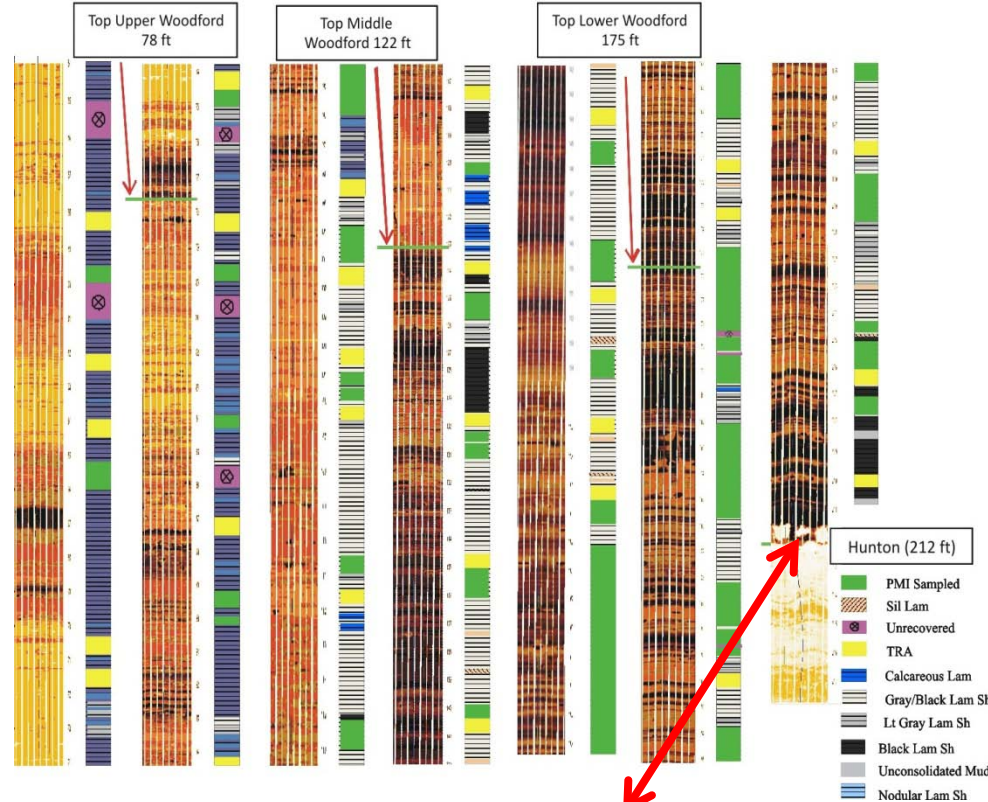 Top Upper Woodford
78 ft
Top Middle
Woodford 122 ft
Top Lower Woodford
175 ft
Hunton (212 ft)
PMI Sampled
Sil Lam
Unrecovered
TRA
Calcareous Lam
Gray/Black Lam Sh
Lt Gray Lam Sh
Black Lam Sh
Unconsolidated Mud
Nodular Lam Sh